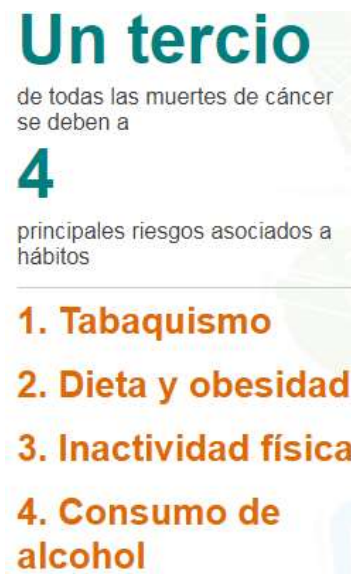 Un tercio
de todas las muertes de cáncer
se deben a
4
principales riesgos asociados a
hábitos
1. Tabaquismo
2. Dieta y obesidad
3. Inactividad física
4. Consumo de
alcohol